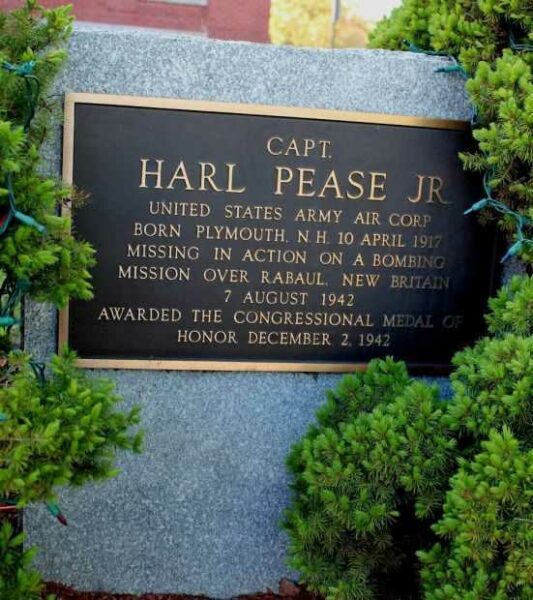 CAPT.
HARL PEASE JR
UNITED STATES ARMY AIR CORP
BORN PLYMOUTH, N.H. 10 APRIL 1917
MISSING IN ACTION ON A BOMBING
MISSION OVER RABAUL, NEW BRITAIN
7 AUGUST 1942
AWARDED THE CONGRESSIONAL MEDAL OF
HONOR DECEMBER 2, 1942